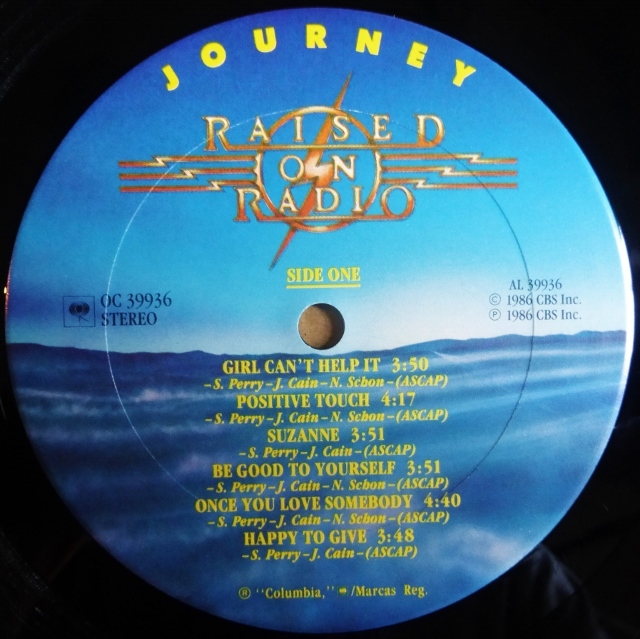 JOURNEY
RAISED
ON
RADIO
SIDE ONE
OC 39936
STEREO
AL 39936
© 1986 CBS Inc.
℗ 1986 CBS Inc.
GIRL CAN'T HELP IT 3:50
–S. Perry–J. Cain–N. Schon–(ASCAP)
POSITIVE TOUCH 4:17
–S. Perry–J. Cain–N. Schon–(ASCAP)
SUZANNE 3:51
–S. Perry–J. Cain–(ASCAP)
BE GOOD TO YOURSELF 3:51
–S. Perry–J. Cain–N. Schon–(ASCAP)
ONCE YOU LOVE SOMEBODY 4:40
–S. Perry–J. Cain–N. Schon–(ASCAP)
HAPPY TO GIVE 3:48
–S. Perry–J. Cain–(ASCAP)
® "Columbia," /Marcas Reg.